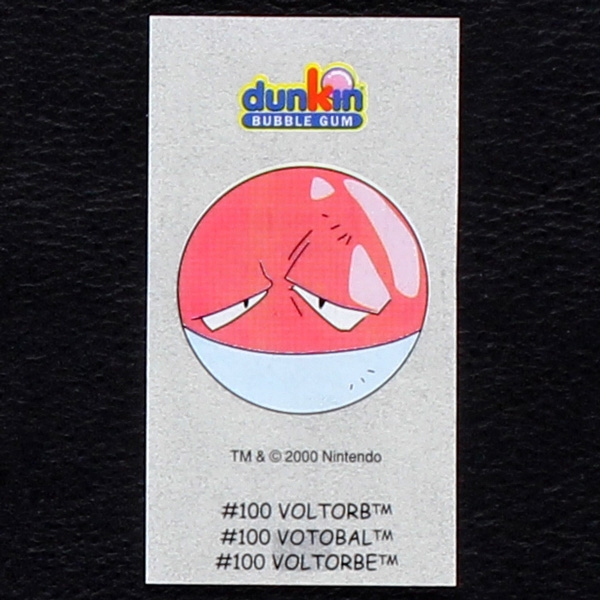 dunkin
BUBBLE GUM
TM & © 2000 Nintendo
#100 VOLTORB™
#100 VOTOBAL™
#100 VOLTORBE™